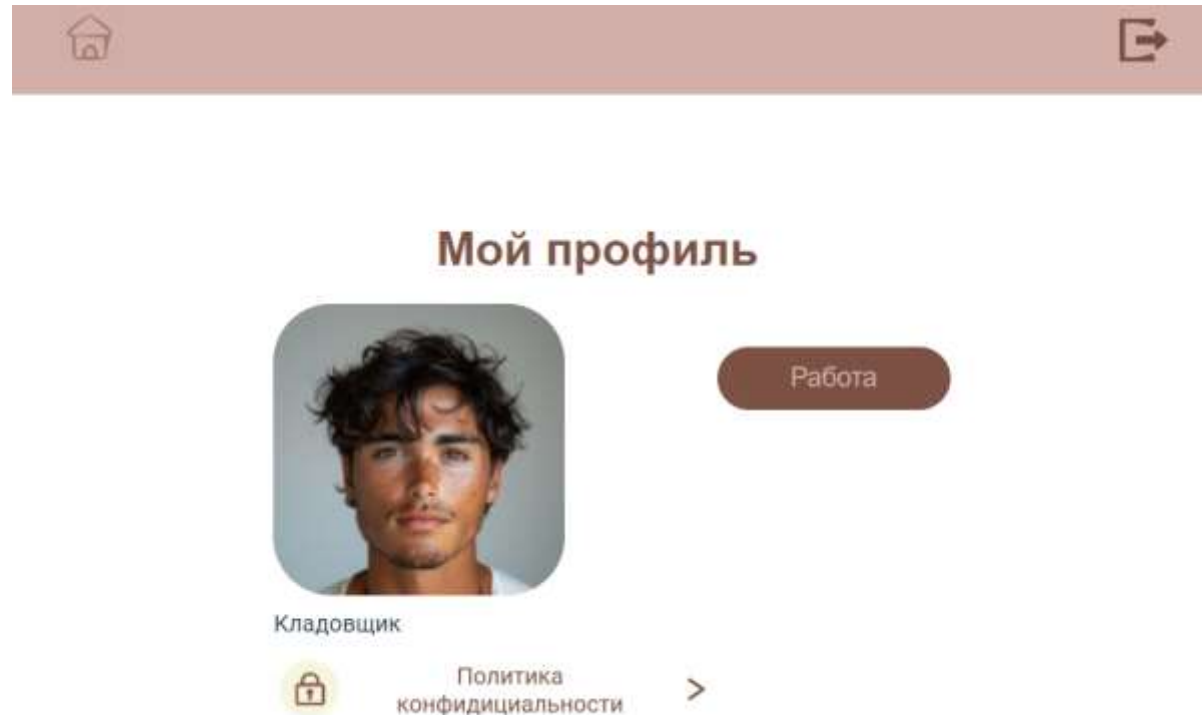 Мой профиль
Работа
Кладовщик
Политика
конфидициальности